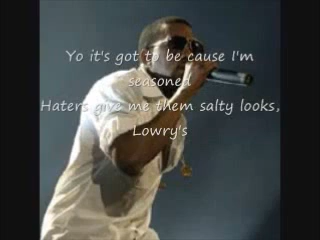 Yo it's got to be cause I'm
seasoned
Haters give me them salty looks,
Lowry's